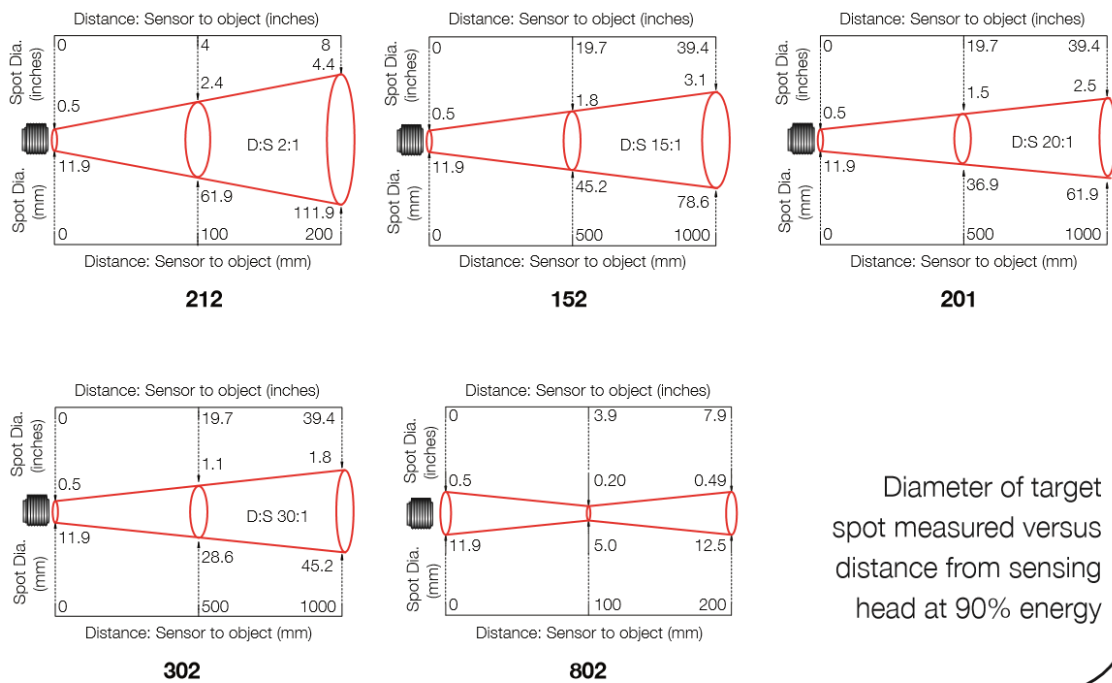 Distance: Sensor to object (inches)
Spot Dia.
(inches)
0
4
8
4.4
2.4
0.5
D:S 2:1
11.9
61.9
111.9
Spot Dia.
(mm)
0
100
200
Distance: Sensor to object (mm)
212
Distance: Sensor to object (inches)
Spot Dia.
(inches)
0
19.7
39.4
3.1
1.8
0.5
D:S 15:1
11.9
45.2
78.6
Spot Dia.
(mm)
0
500
1000
Distance: Sensor to object (mm)
152
Distance: Sensor to object (inches)
Spot Dia.
(inches)
0
19.7
39.4
2.5
1.5
0.5
D:S 20:1
11.9
36.9
61.9
Spot Dia.
(mm)
0
500
1000
Distance: Sensor to object (mm)
201
Distance: Sensor to object (inches)
Spot Dia.
(inches)
0
19.7
39.4
1.8
1.1
0.5
D:S 30:1
11.9
28.6
45.2
Spot Dia.
(mm)
0
500
1000
Distance: Sensor to object (mm)
302
Distance: Sensor to object (inches)
Spot Dia.
(inches)
0
3.9
7.9
0.5
0.20
0.49
11.9
5.0
12.5
Spot Dia.
(mm)
0
100
200
Distance: Sensor to object (mm)
802
Diameter of target
spot measured versus
distance from sensing
head at 90% energy